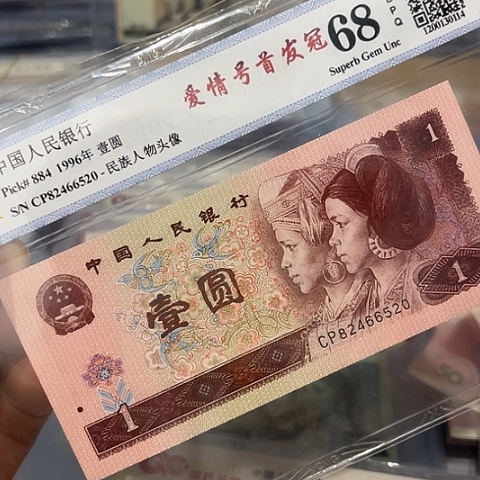 中国人民银行
Pick# 884 1996年 壹圆
S/N CP82466520 - 民族人物头像
爱情号首发冠
68
PQ
Superb Gem Unc
1200130114
中国人民银行
壹圆
1
1
1
CP82466520